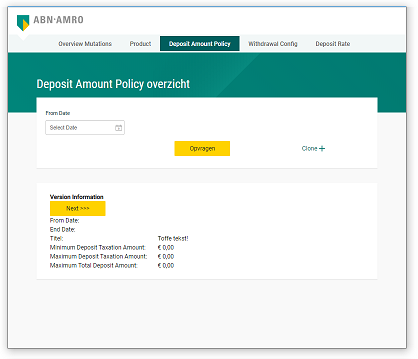 ABN·AMRO
Overview Mutations Product Deposit Amount Policy Withdrawal Config Deposit Rate
Deposit Amount Policy overzicht
From Date
Select Date
Opvragen Clone +
Version Information
Next >>>
From Date:
End Date:
Titel: Toffe tekst!
Minimum Deposit Taxation Amount: € 0,00
Maximum Deposit Taxation Amount: € 0,00
Maximum Total Deposit Amount: € 0,00